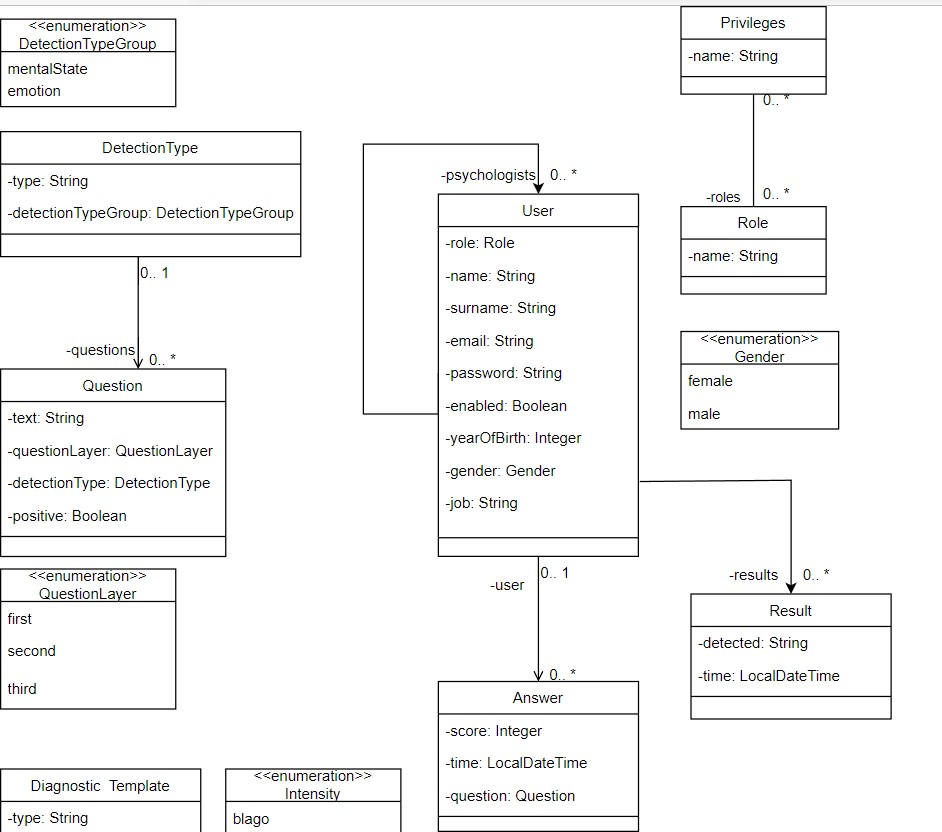 <<enumeration>>
DetectionTypeGroup
mentalState
emotion
DetectionType
-type: String
-detectionTypeGroup: DetectionTypeGroup
0.. 1
-questions
0.. *
Question
-text: String
-questionLayer: QuestionLayer
-detectionType: DetectionType
-positive: Boolean
<<enumeration>>
QuestionLayer
first
second
third
Diagnostic Template
-type: String
<<enumeration>>
Intensity
blago
-psychologists
0.. *
User
-role: Role
-name: String
-surname: String
-email: String
-password: String
-enabled: Boolean
-yearOfBirth: Integer
-gender: Gender
-job: String
-user
0.. 1
0.. *
Answer
-score: Integer
-time: LocalDateTime
-question: Question
Privileges
-name: String
0.. *
-roles
0.. *
Role
-name: String
<<enumeration>>
Gender
female
male
-results
0.. *
Result
-detected: String
-time: LocalDateTime